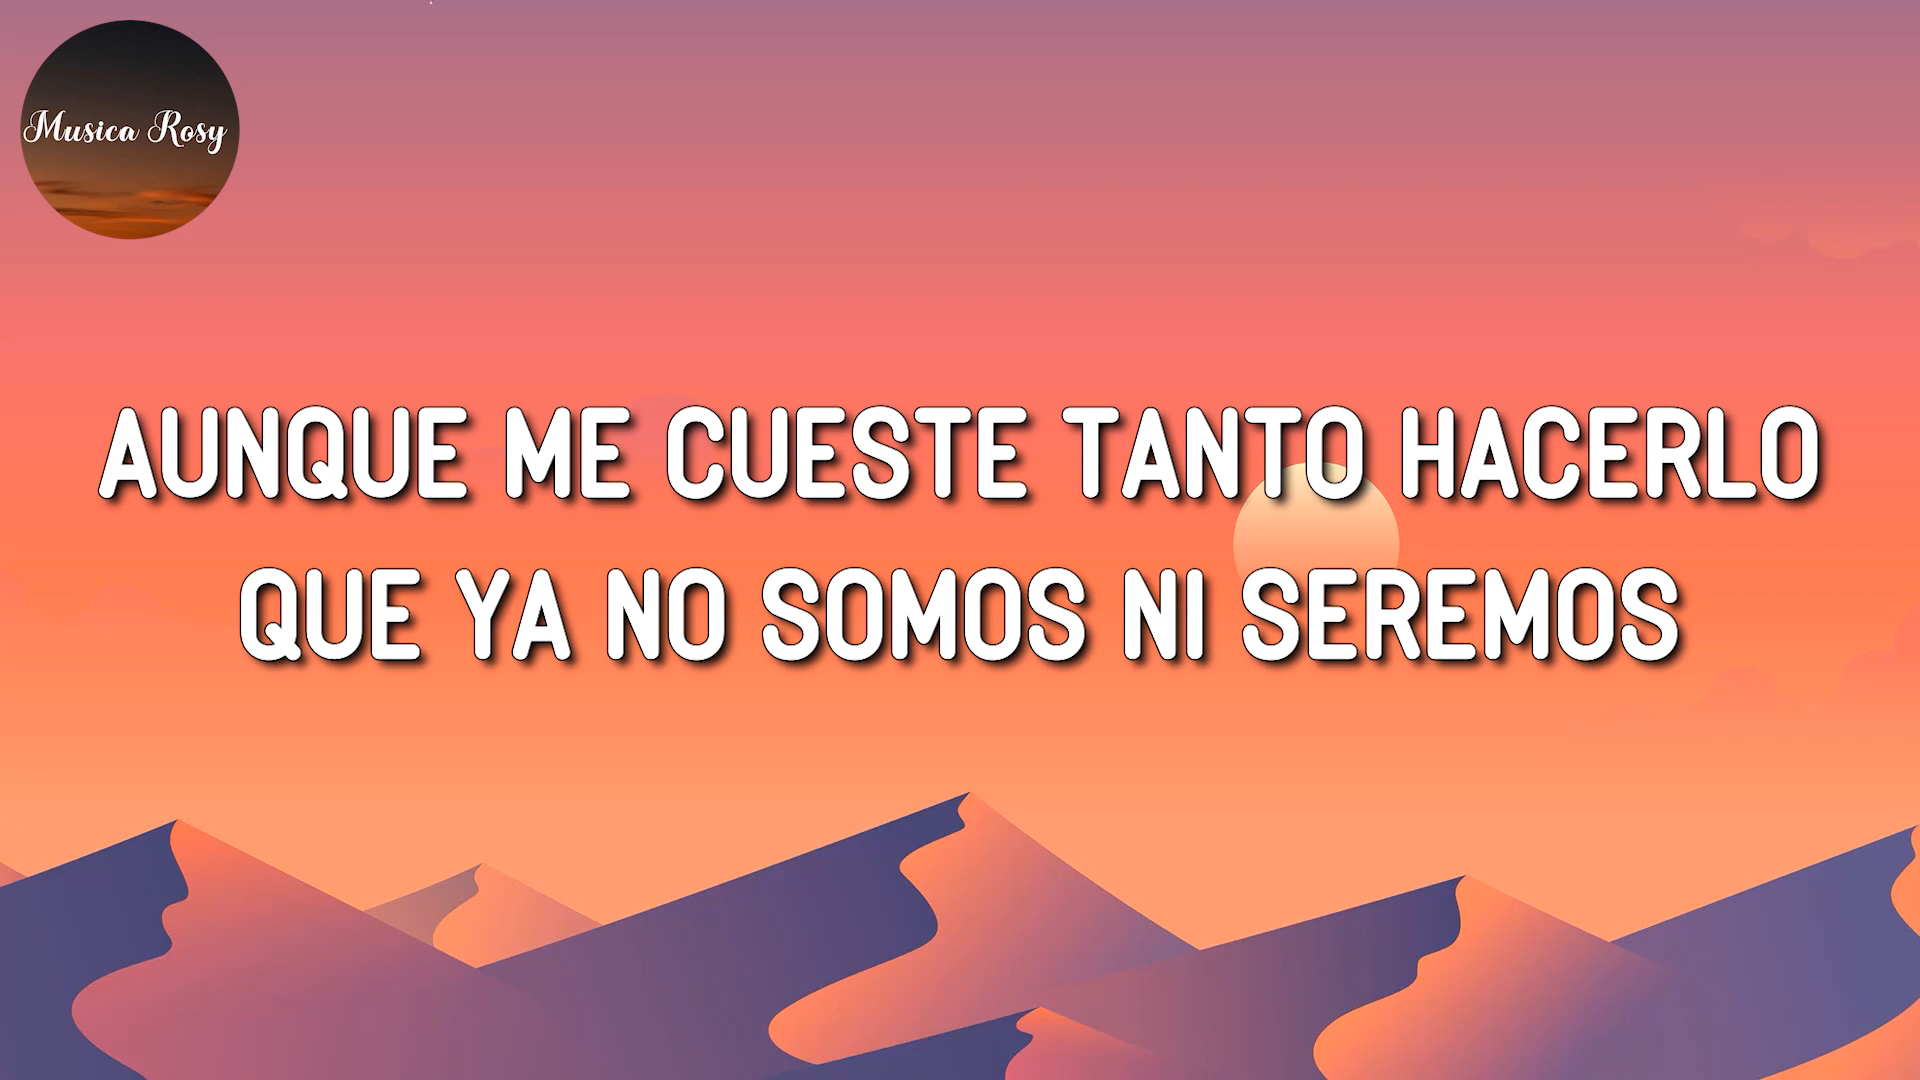 Musica Rosy
AUNQUE ME CUESTE TANTO HACERLO
QUE YA NO SOMOS NI SEREMOS